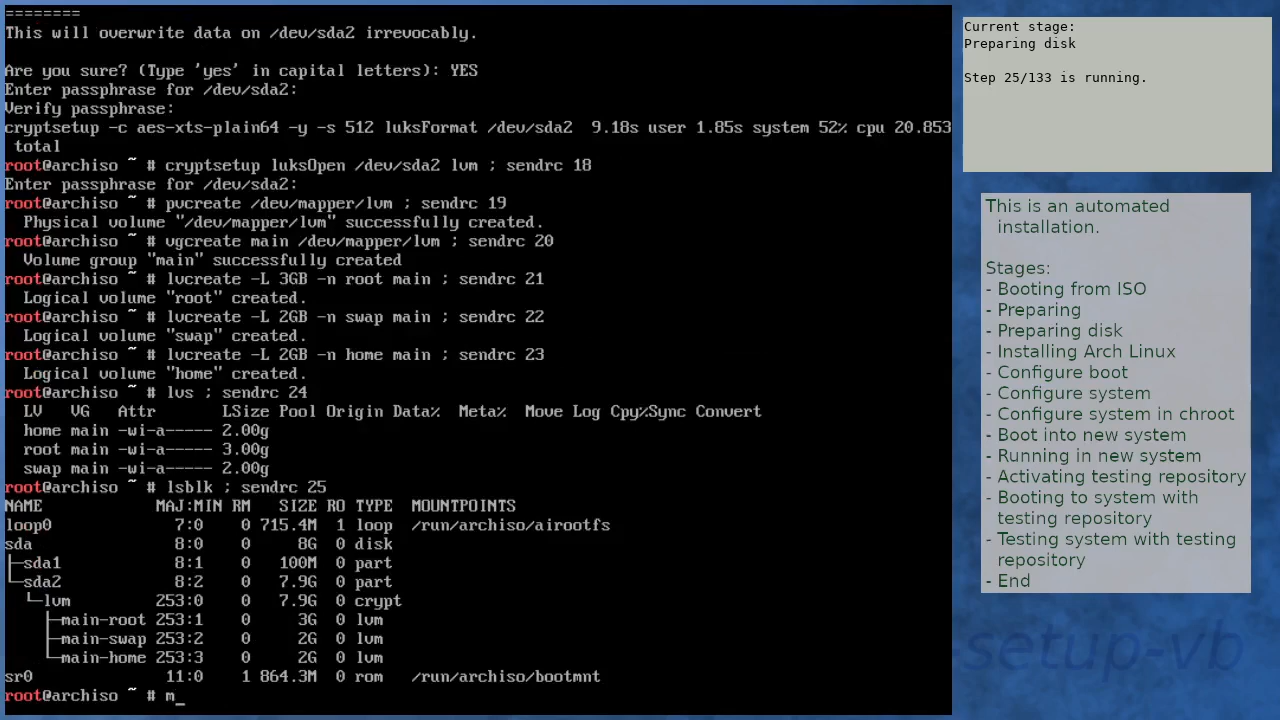 ========
This will overwrite data on /dev/sda2 irrevocably.
Are you sure? (Type 'yes' in capital letters): YES
Enter passphrase for /dev/sda2:
Verify passphrase:
cryptsetup -c aes-xts-plain64 -y -s 512 luksFormat /dev/sda2  9.18s user 1.85s system 52% cpu 20.853
 total
root@archiso ~ # cryptsetup luksOpen /dev/sda2 lvm ; sendrc 18
Enter passphrase for /dev/sda2:
root@archiso ~ # pvcreate /dev/mapper/lvm ; sendrc 19
  Physical volume "/dev/mapper/lvm" successfully created.
root@archiso ~ # vgcreate main /dev/mapper/lvm ; sendrc 20
  Volume group "main" successfully created
root@archiso ~ # lvcreate -L 3GB -n root main ; sendrc 21
  Logical volume "root" created.
root@archiso ~ # lvcreate -L 2GB -n swap main ; sendrc 22
  Logical volume "swap" created.
root@archiso ~ # lvcreate -L 2GB -n home main ; sendrc 23
  Logical volume "home" created.
root@archiso ~ # lvs ; sendrc 24
  LV   VG   Attr       LSize Pool Origin Data%  Meta%  Move Log Cpy%Sync Convert
  home main -wi-a----- 2.00g
  root main -wi-a----- 3.00g
  swap main -wi-a----- 2.00g
root@archiso ~ # lsblk ; sendrc 25
NAME            MAJ:MIN RM   SIZE RO TYPE  MOUNTPOINTS
loop0             7:0    0 715.4M  1 loop  /run/archiso/airootfs
sda               8:0    0     8G  0 disk
├─sda1            8:1    0   100M  0 part
└─sda2            8:2    0   7.9G  0 part
  └─lvm         253:0    0   7.9G  0 crypt
    ├─main-root 253:1    0     3G  0 lvm
    ├─main-swap 253:2    0     2G  0 lvm
    └─main-home 253:3    0     2G  0 lvm
sr0              11:0    1 864.3M  0 rom   /run/archiso/bootmnt
root@archiso ~ # m_
Current stage:
Preparing disk
Step 25/133 is running.
This is an automated
installation.
Stages:
- Booting from ISO
- Preparing
- Preparing disk
- Installing Arch Linux
- Configure boot
- Configure system
- Configure system in chroot
- Boot into new system
- Running in new system
- Activating testing repository
- Booting to system with
testing repository
- Testing system with testing
repository
- End
-setup-vb